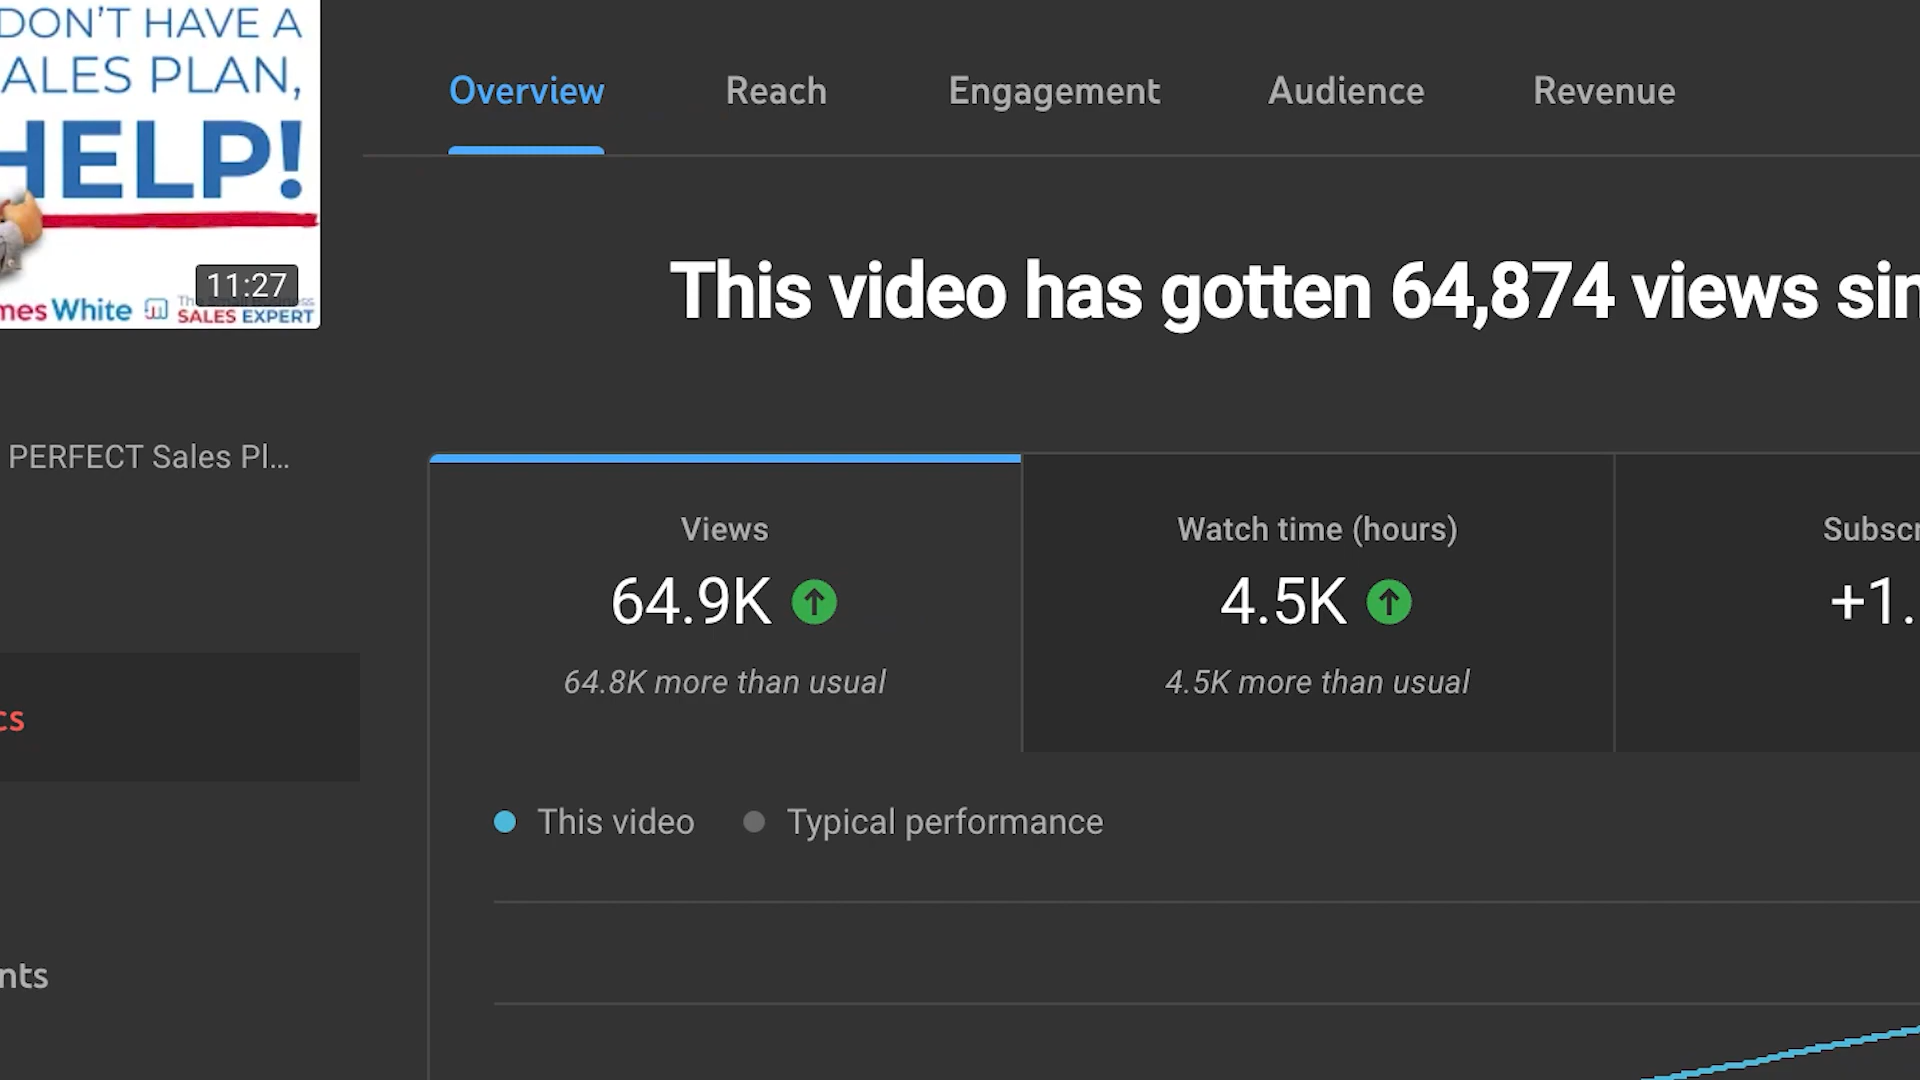 DON'T HAVE A
ALES PLAN,
HELP!
11:27
mes White
SALES EXPERT
PERFECT Sales Pl...
cs
nts
Overview
Reach
Engagement
Audience
Revenue
This video has gotten 64,874 views sin
Views
64.9K
64.8K more than usual
Watch time (hours)
4.5K
4.5K more than usual
Subscr
+1.
This video
Typical performance